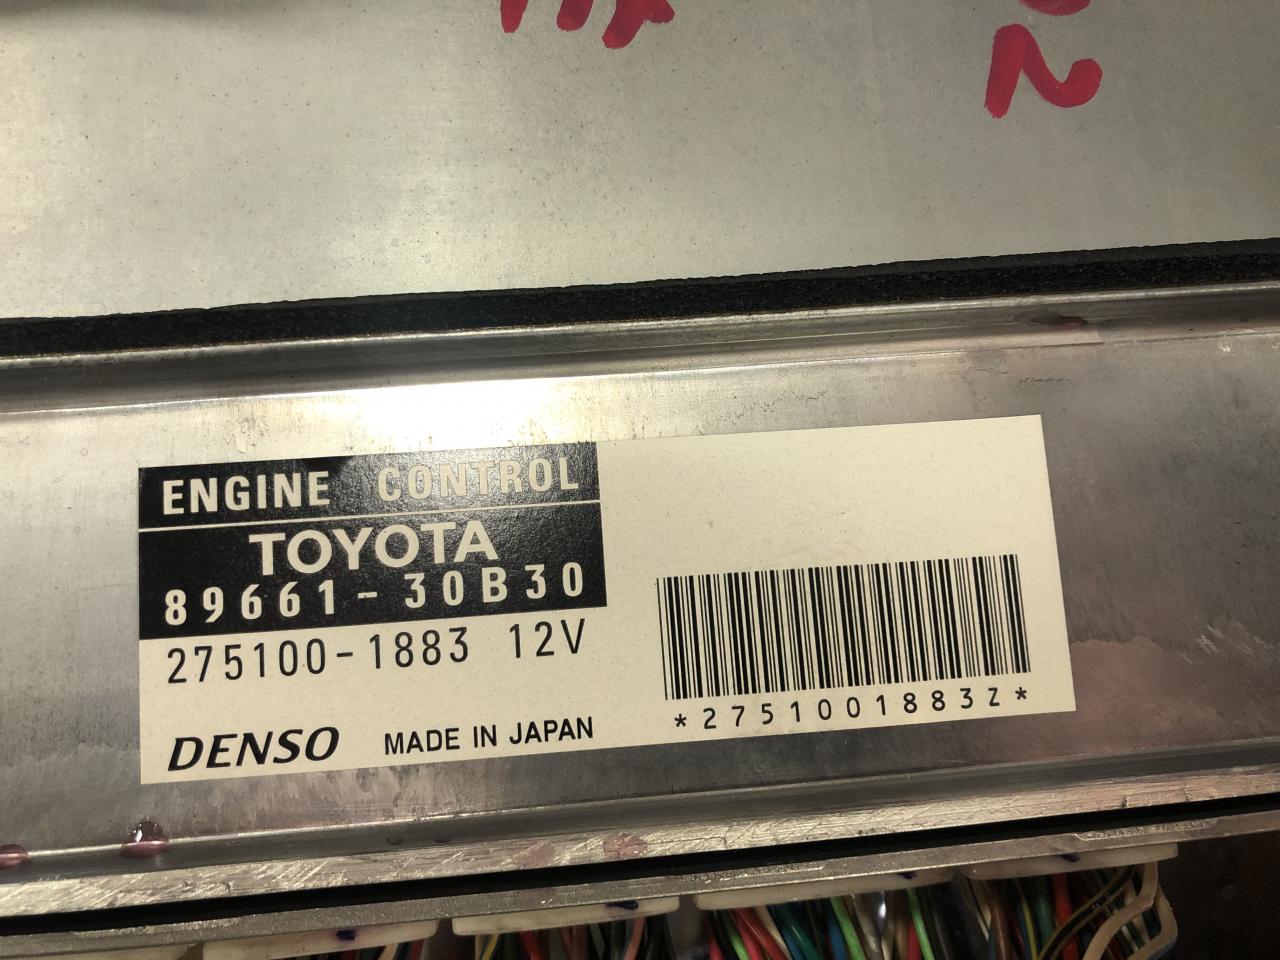 ENGINE CONTROL
TOYOTA
89661-30B30
275100-1883 12V
DENSO MADE IN JAPAN
*2751001883Z*